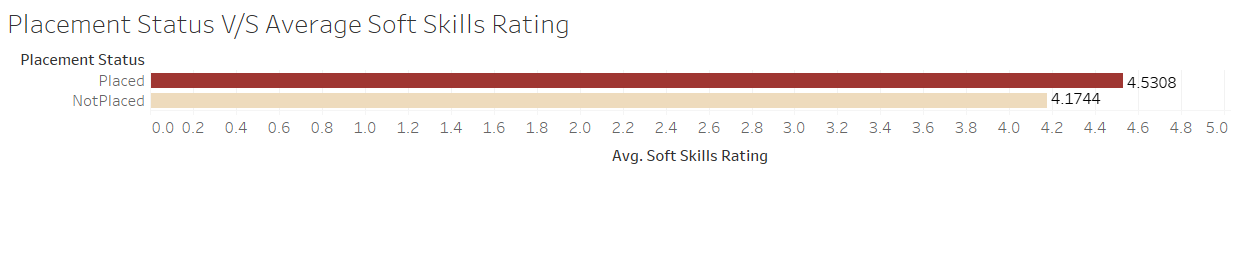 Placement Status V/S Average Soft Skills Rating
Placement Status
Placed 4.5308
NotPlaced 4.1744
0.0 0.2 0.4 0.6 0.8 1.0 1.2 1.4 1.6 1.8 2.0 2.2 2.4 2.6 2.8 3.0 3.2 3.4 3.6 3.8 4.0 4.2 4.4 4.6 4.8 5.0
Avg. Soft Skills Rating